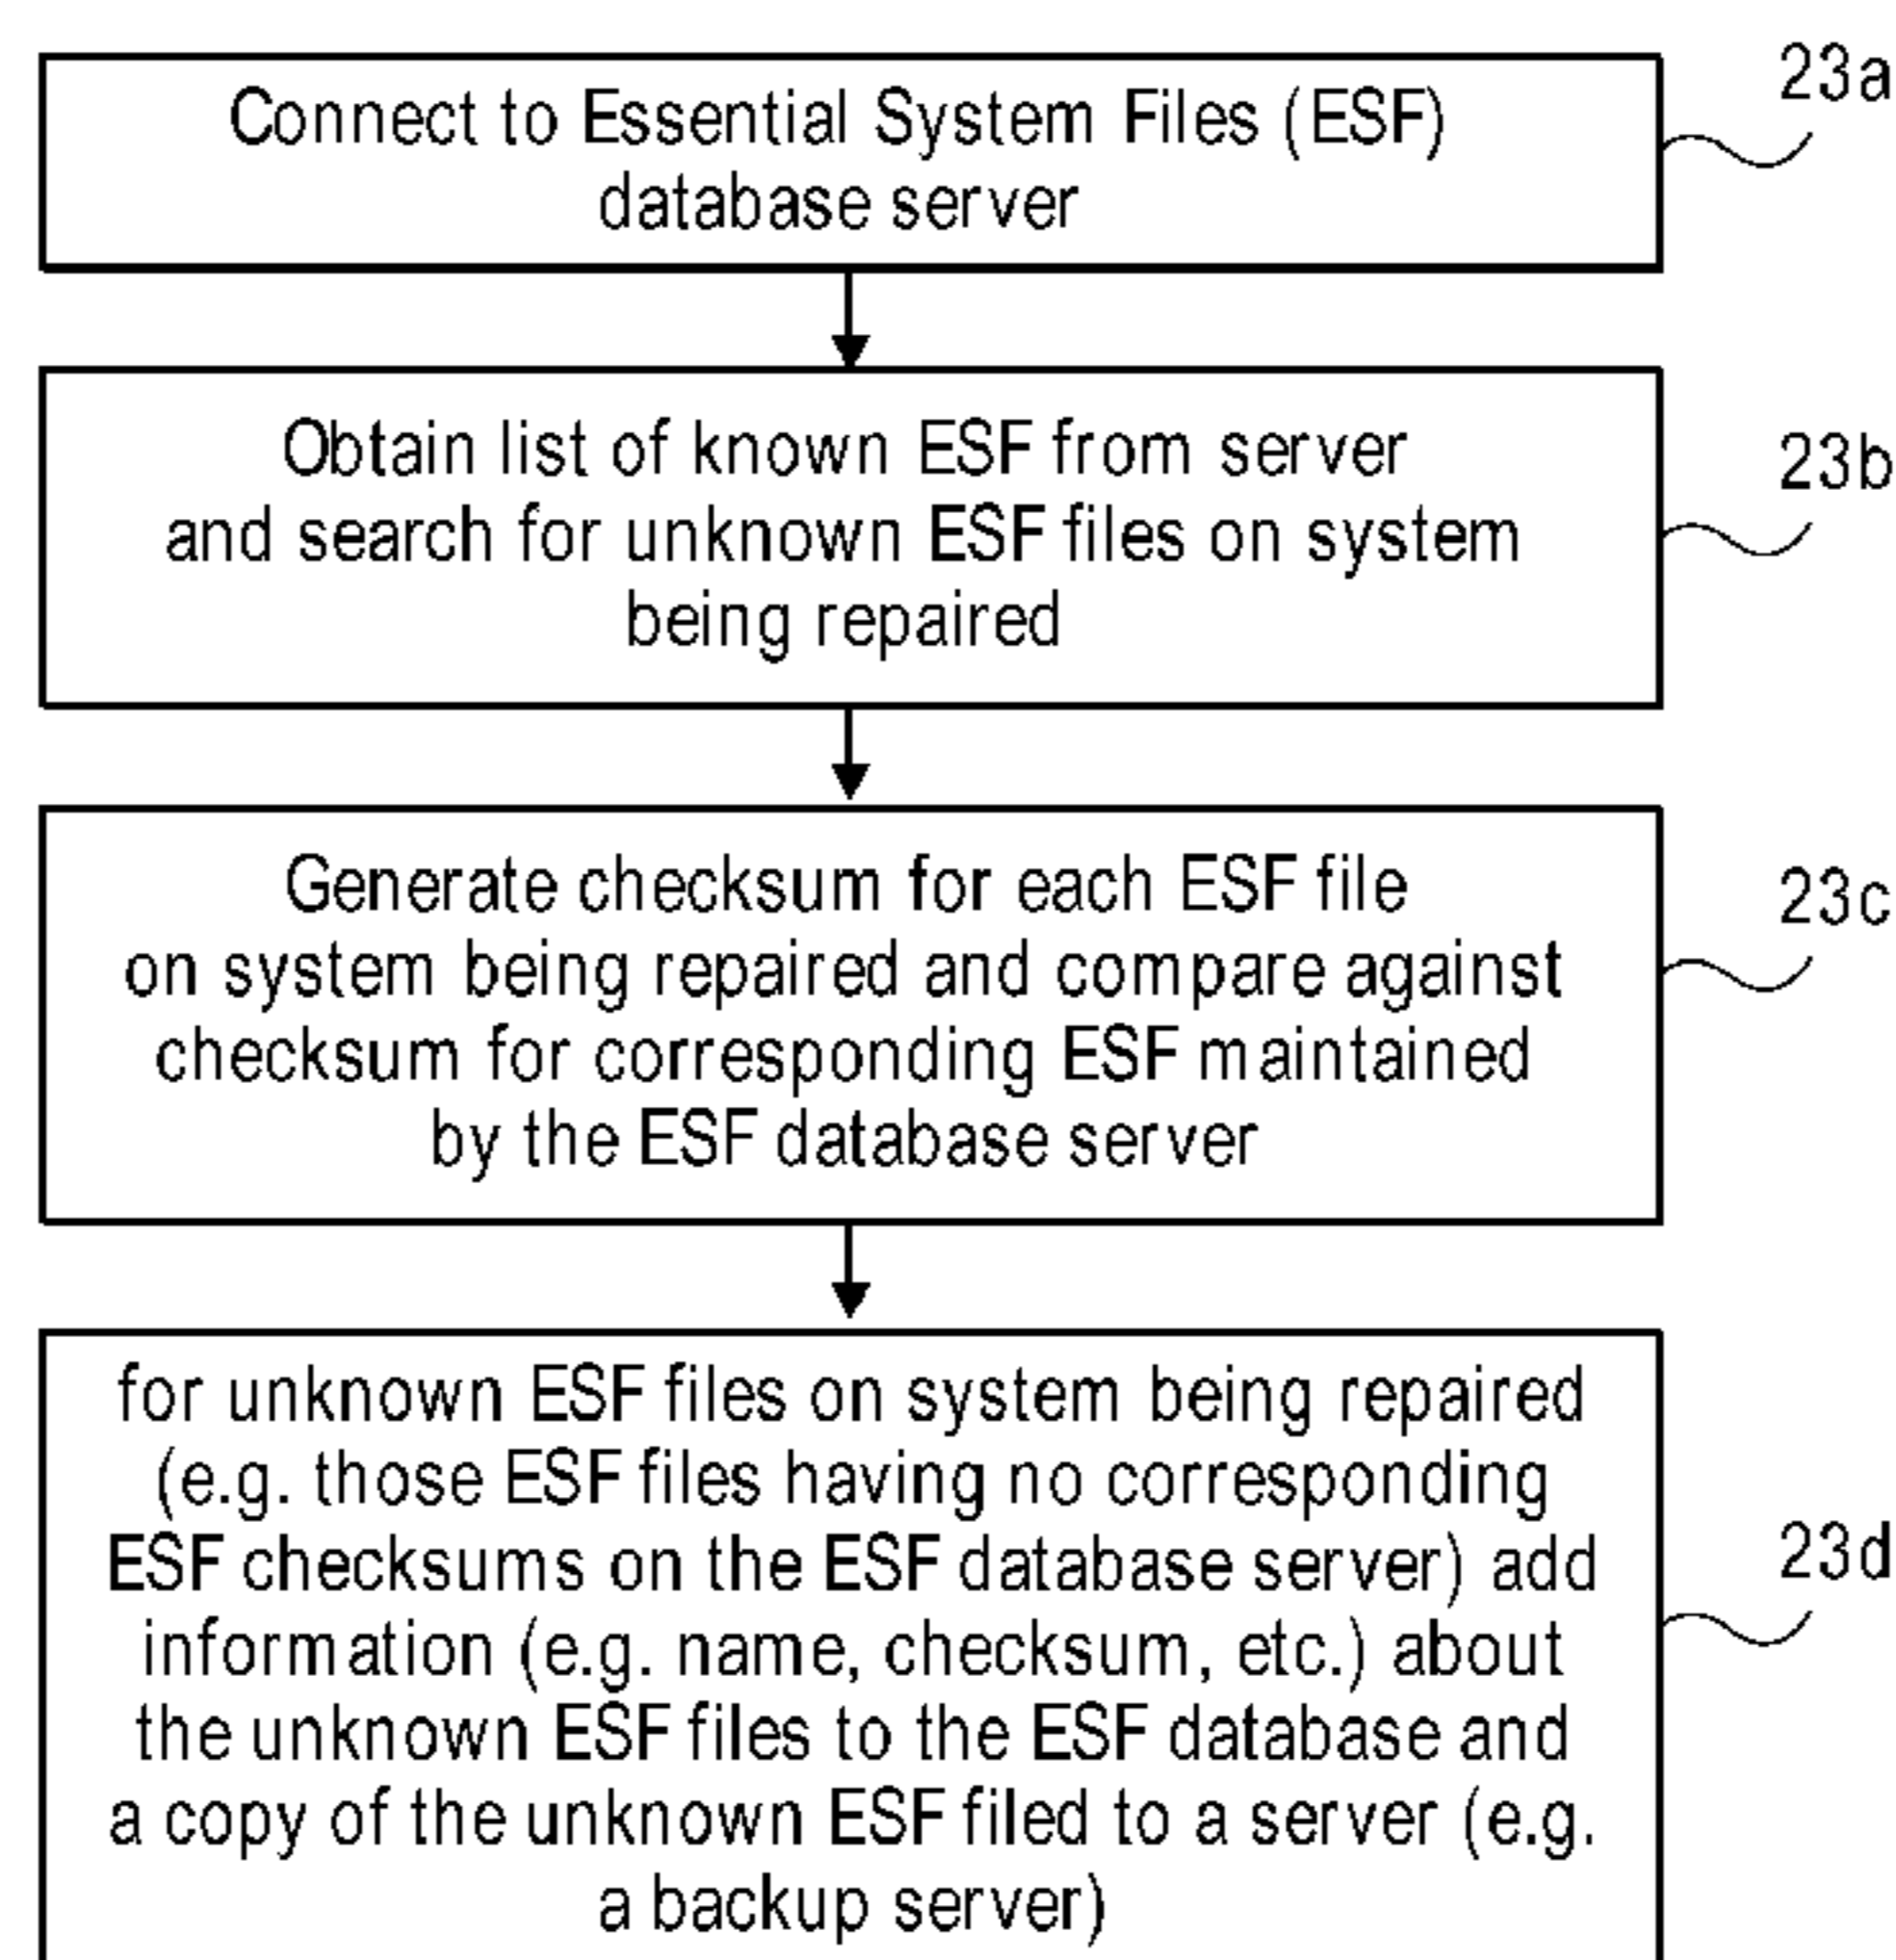 Connect to Essential System Files (ESF)
database server
23a
Obtain list of known ESF from server
and search for unknown ESF files on system
being repaired
23b
Generate checksum for each ESF file
on system being repaired and compare against
checksum for corresponding ESF maintained
by the ESF database server
23c
for unknown ESF files on system being repaired
(e.g. those ESF files having no corresponding
ESF checksums on the ESF database server) add
information (e.g. name, checksum, etc.) about
the unknown ESF files to the ESF database and
a copy of the unknown ESF filed to a server (e.g.
a backup server)
23d